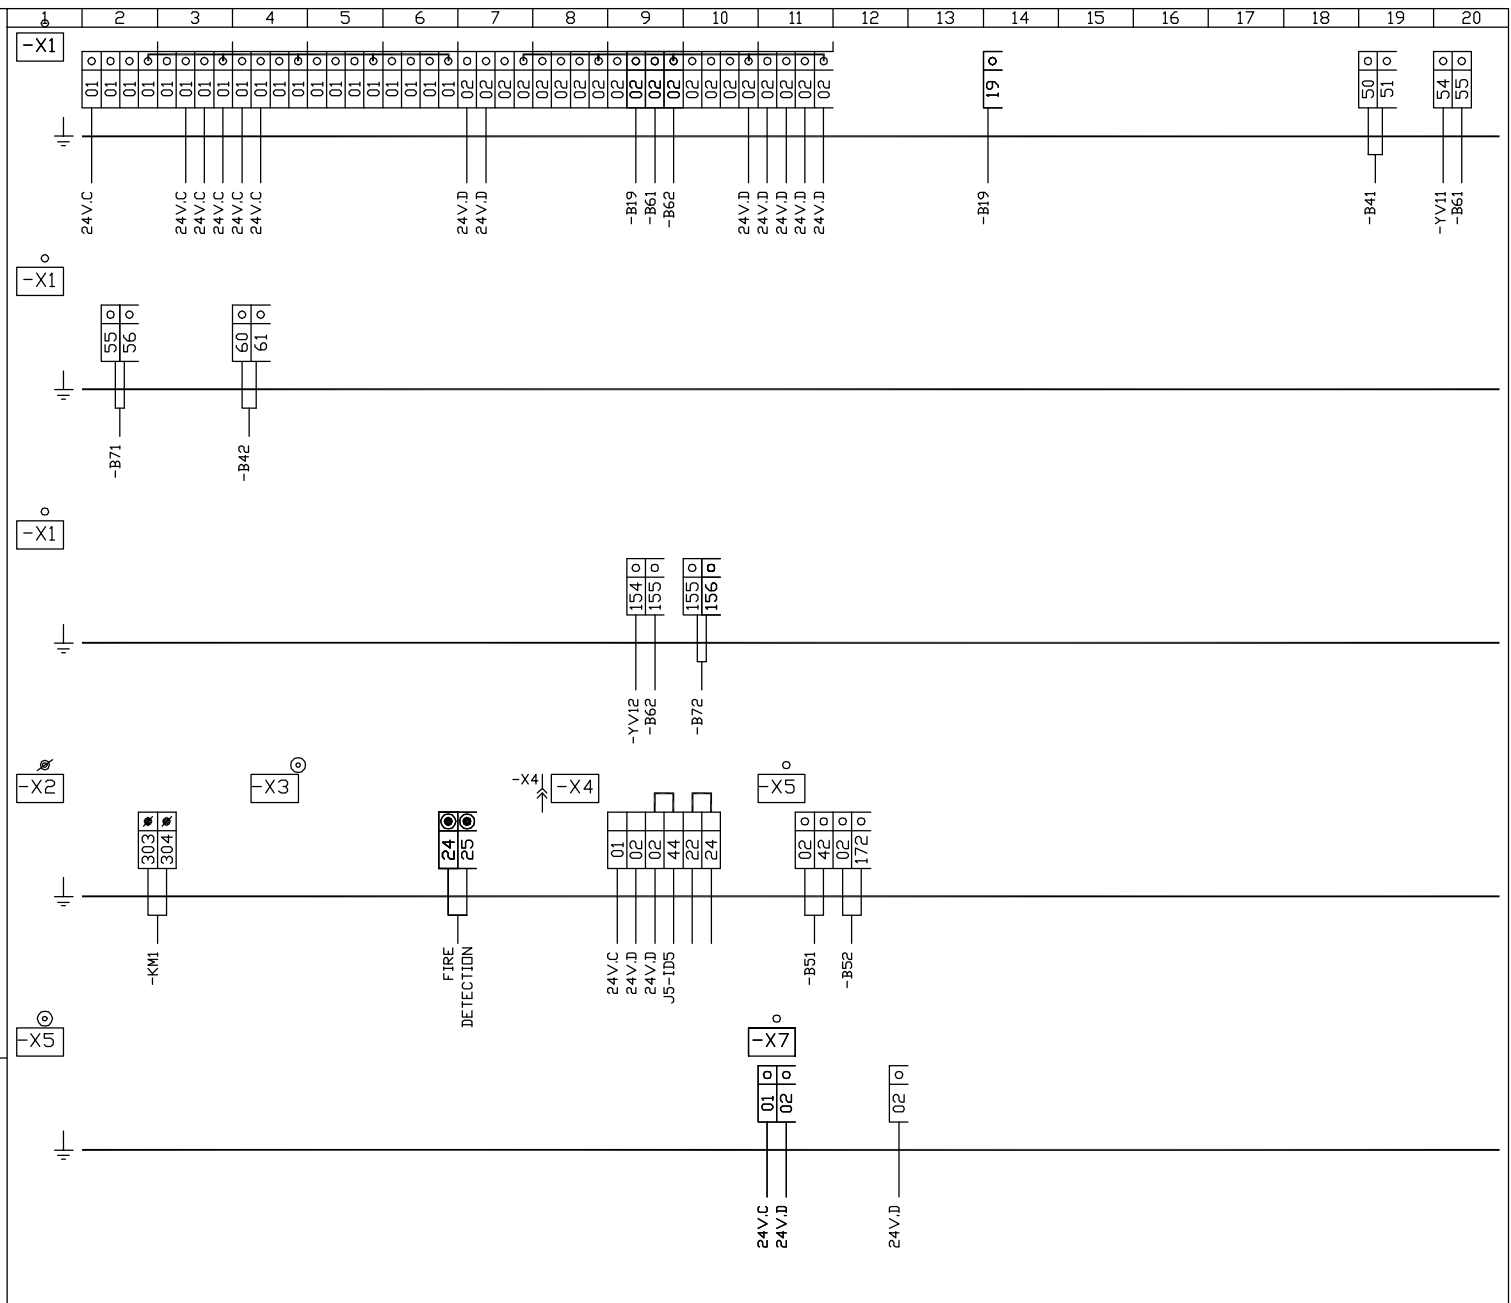 1 2 3 4 5 6 7 8 9 10 11 12 13 14 15 16 17 18 19 20
-X1
01 01 01 01 01 01 01 01 01 01 01 01 01 01 01 01 01 01 01 01 02 02 02 02 02 02 02 02 02 02 02 02 02 02 02 02 02 02 02 02 19 50 51 54 55
24V.C 24V.C 24V.C 24V.C 24V.C 24V.C 24V.D 24V.D -B19 -B61 -B62 24V.D 24V.D 24V.D 24V.D 24V.D -B19 -B41 -YV11 -B61
-X1
55 56 60 61
-B71 -B42
-X1
154 155 155 156
-YV12 -B62 -B72
-X2 -X3 -X4 -X4 -X5
303 304 24 25 01 02 02 44 22 24 02 42 02 172
-KM1 FIRE DETECTION 24V.C 24V.D 24V.D J5-ID5 -B51 -B52
-X5 -X7
01 02 02
24V.C 24V.D 24V.D